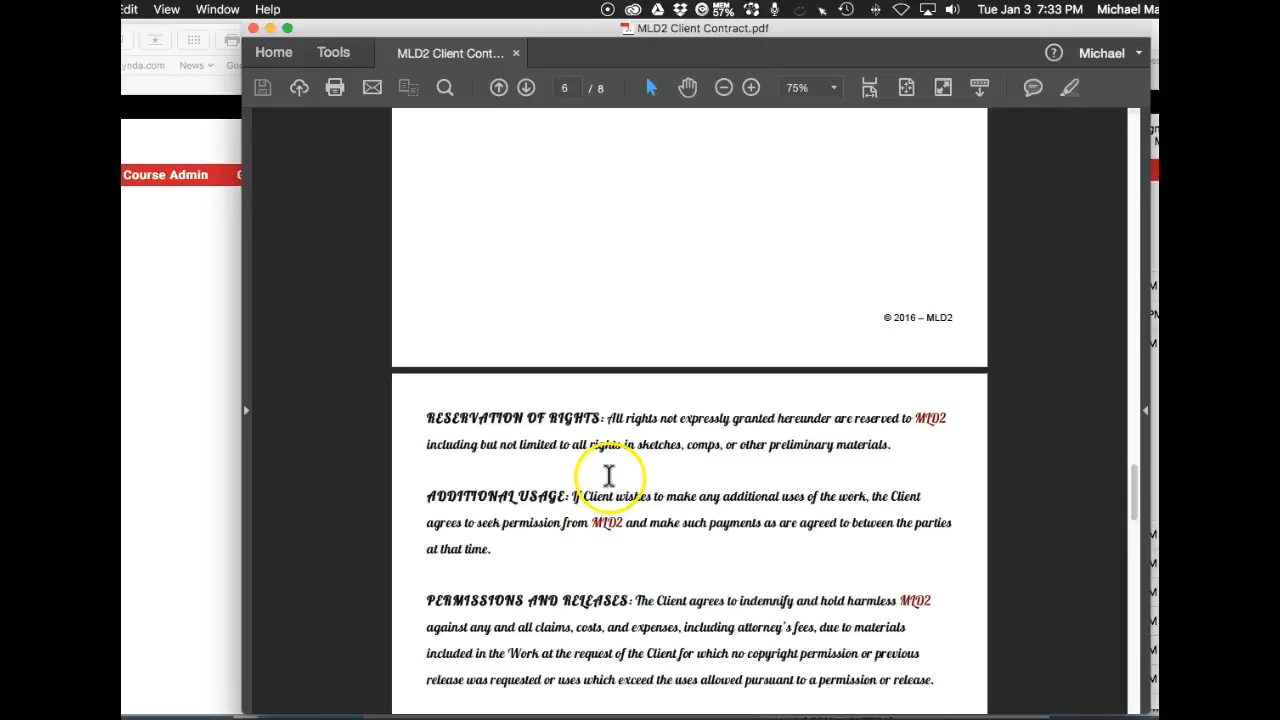 dit View Window Help MEM 57% Tue Jan 3 7:33 PM Michael Ma
MLD2 Client Contract.pdf
Home Tools MLD2 Client Cont... × Michael
ynda.com News
6 / 8 75%
Course Admin
© 2016 – MLD2
RESERVATION OF RIGHTS: All rights not expressly granted hereunder are reserved to MLD2
including but not limited to all rights in sketches, comps, or other preliminary materials.
ADDITIONAL USAGE: If Client wishes to make any additional uses of the work, the Client
agrees to seek permission from MLD2 and make such payments as are agreed to between the parties
at that time.
PERMISSIONS AND RELEASES: The Client agrees to indemnify and hold harmless MLD2
against any and all claims, costs, and expenses, including attorney's fees, due to materials
included in the Work at the request of the Client for which no copyright permission or previous
release was requested or uses which exceed the uses allowed pursuant to a permission or release.